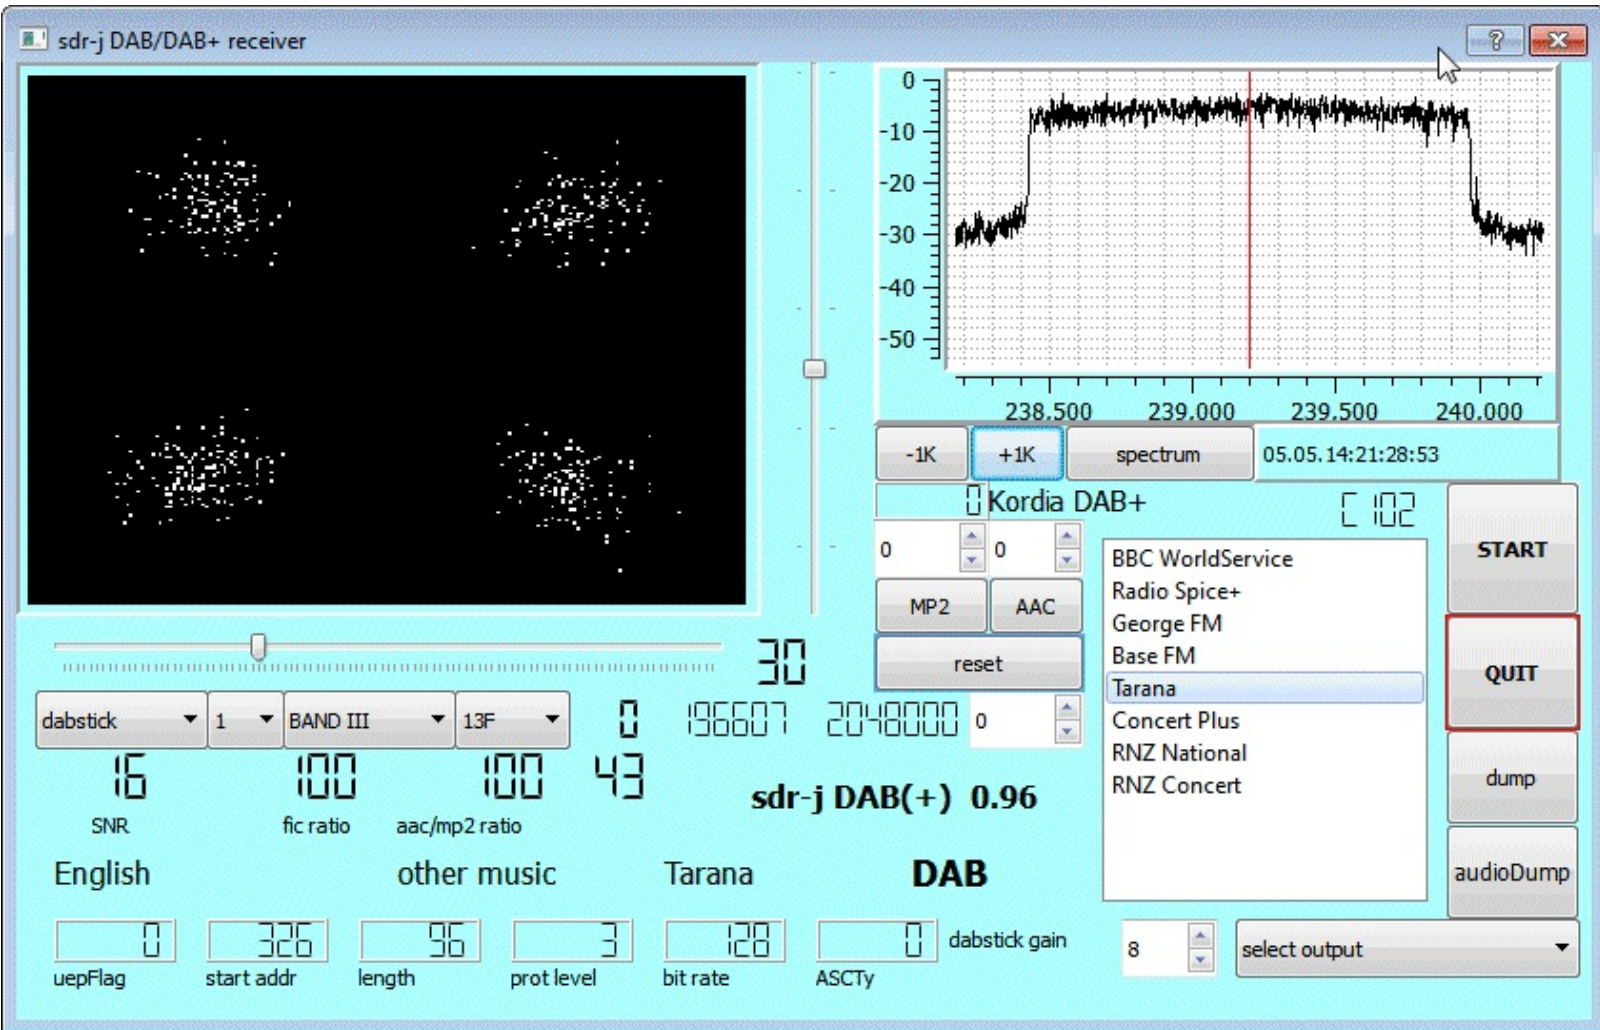 sdr-j DAB/DAB+ receiver
0
-10
-20
-30
-40
-50
238.500 239.000 239.500 240.000
-1K +1K spectrum 05.05.14:21:28:53
0 Kordia DAB+ C102
0 0
MP2 AAC
reset
BBC WorldService
Radio Spice+
George FM
Base FM
Tarana
Concert Plus
RNZ National
RNZ Concert
START
QUIT
dump
audioDump
30
dabstick 1 BAND III 13F 0 196607 2048000 0
16 100 100 43
SNR fic ratio aac/mp2 ratio
sdr-j DAB(+) 0.96
English other music Tarana DAB
0 326 96 3 128 0 dabstick gain 8 select output
uepFlag start addr length prot level bit rate ASCTy